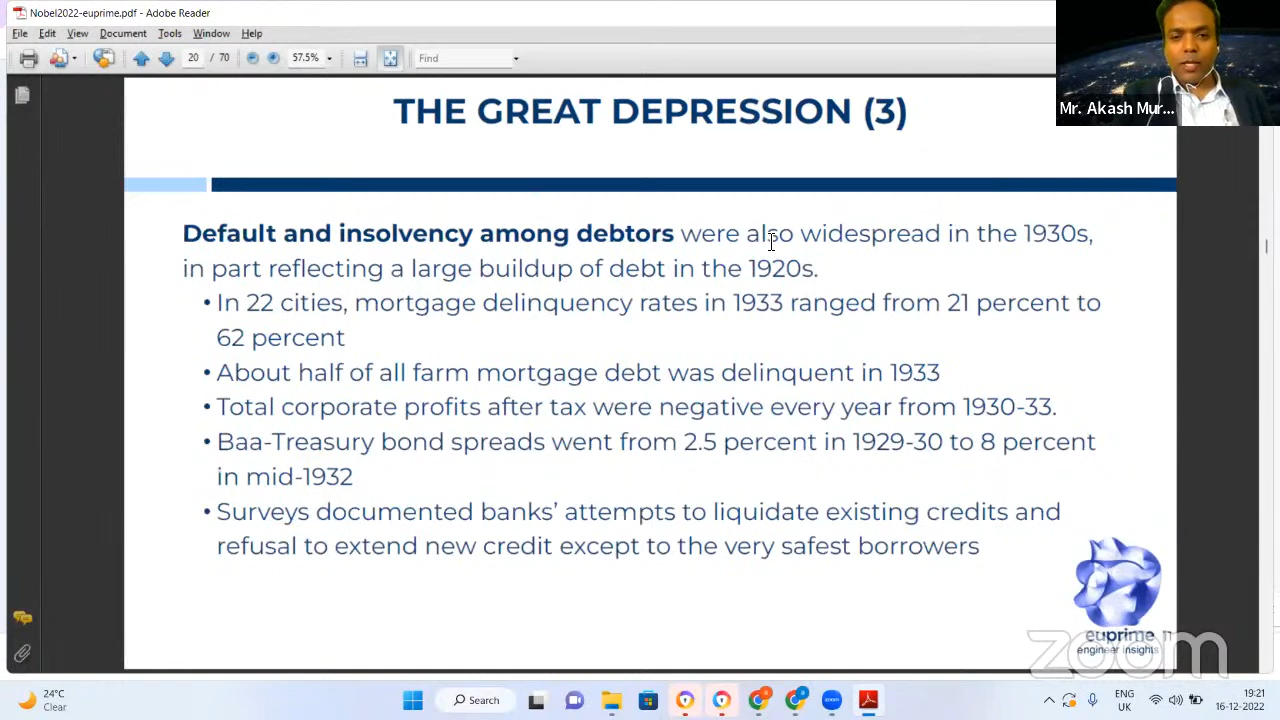 Nobel2022-euprime.pdf - Adobe Reader
File Edit View Document Tools Window Help
20 / 70 57.5% Find
Mr. Akash Mur...
THE GREAT DEPRESSION (3)
Default and insolvency among debtors were also widespread in the 1930s,
in part reflecting a large buildup of debt in the 1920s.
• In 22 cities, mortgage delinquency rates in 1933 ranged from 21 percent to
62 percent
• About half of all farm mortgage debt was delinquent in 1933
• Total corporate profits after tax were negative every year from 1930-33.
• Baa-Treasury bond spreads went from 2.5 percent in 1929-30 to 8 percent
in mid-1932
• Surveys documented banks’ attempts to liquidate existing credits and
refusal to extend new credit except to the very safest borrowers
euprime
engineer insights
zoom
24°C
Clear
Search
zoom
ENG
UK
19:21
16-12-2022